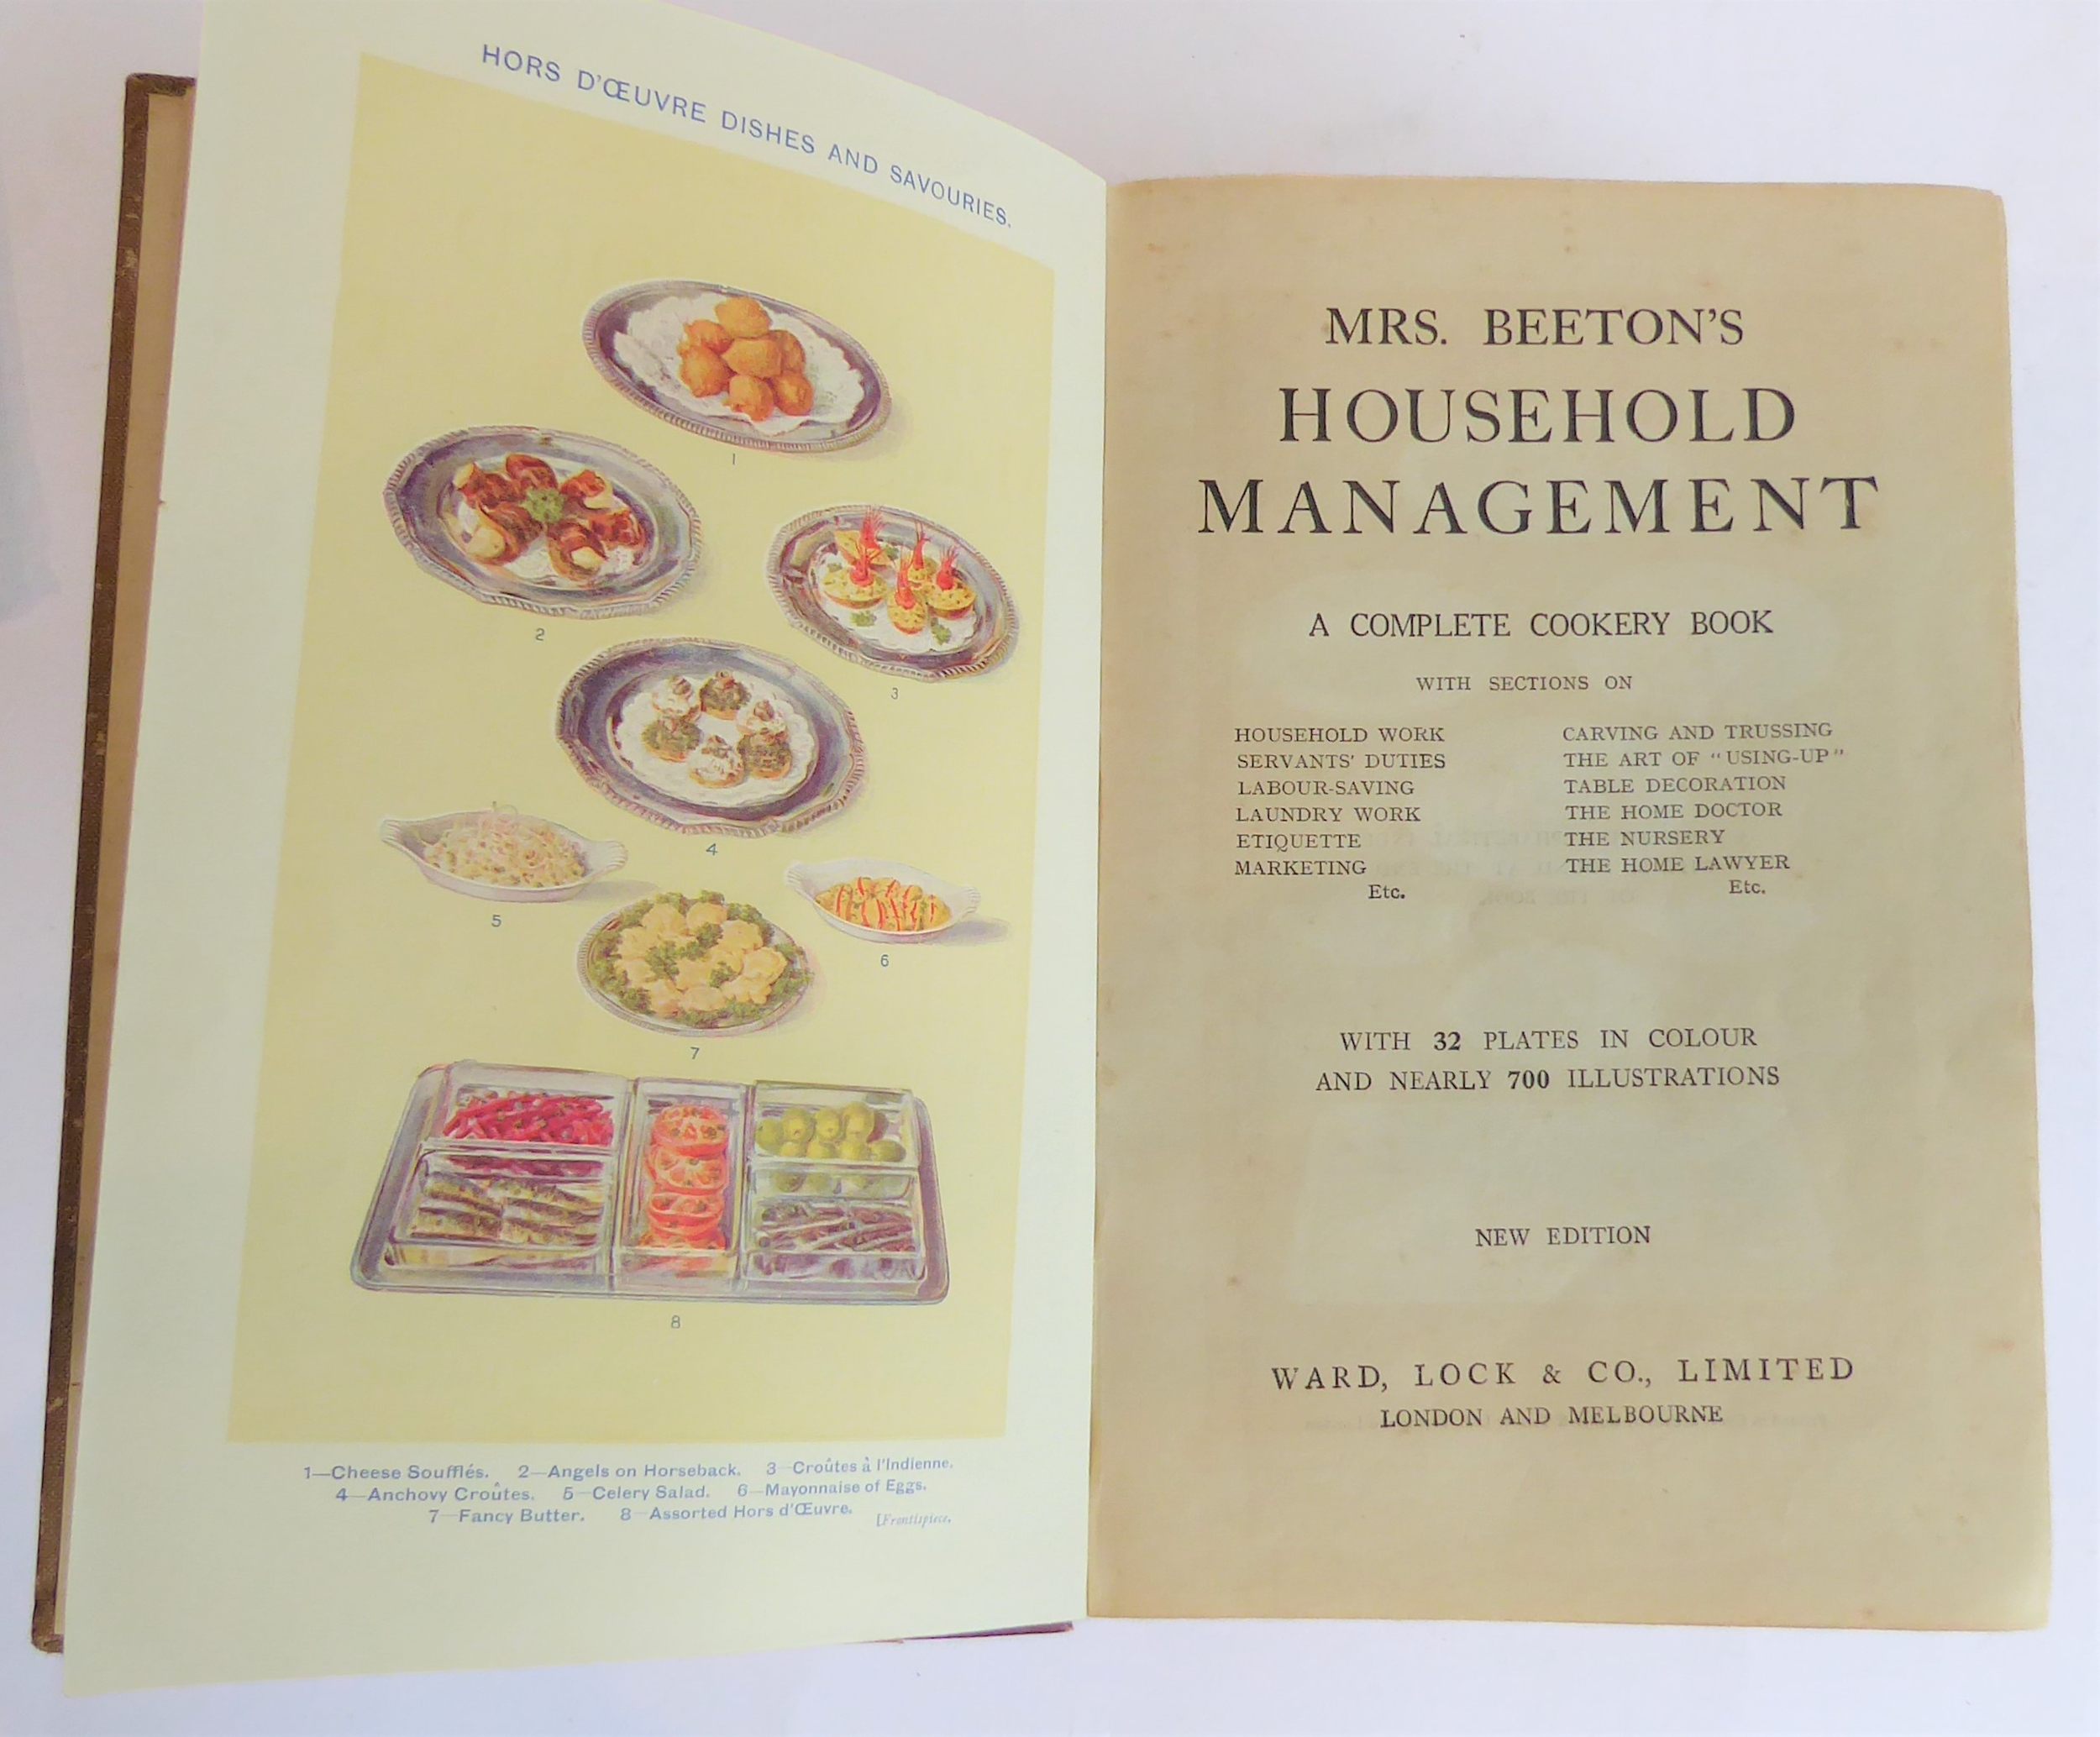 HORS D'ŒUVRE DISHES AND SAVOURIES.
1
2
3
4
5
6
7
8
1—Cheese Soufflés. 2—Angels on Horseback. 3—Croûtes à l'Indienne.
4—Anchovy Croûtes. 5—Celery Salad. 6—Mayonnaise of Eggs.
7—Fancy Butter. 8—Assorted Hors d'Œuvre.
[Frontispiece.
MRS. BEETON'S
HOUSEHOLD
MANAGEMENT
A COMPLETE COOKERY BOOK
WITH SECTIONS ON
HOUSEHOLD WORK
SERVANTS' DUTIES
LABOUR-SAVING
LAUNDRY WORK
ETIQUETTE
MARKETING
Etc.
CARVING AND TRUSSING
THE ART OF "USING-UP"
TABLE DECORATION
THE HOME DOCTOR
THE NURSERY
THE HOME LAWYER
Etc.
WITH 32 PLATES IN COLOUR
AND NEARLY 700 ILLUSTRATIONS
NEW EDITION
WARD, LOCK & CO., LIMITED
LONDON AND MELBOURNE